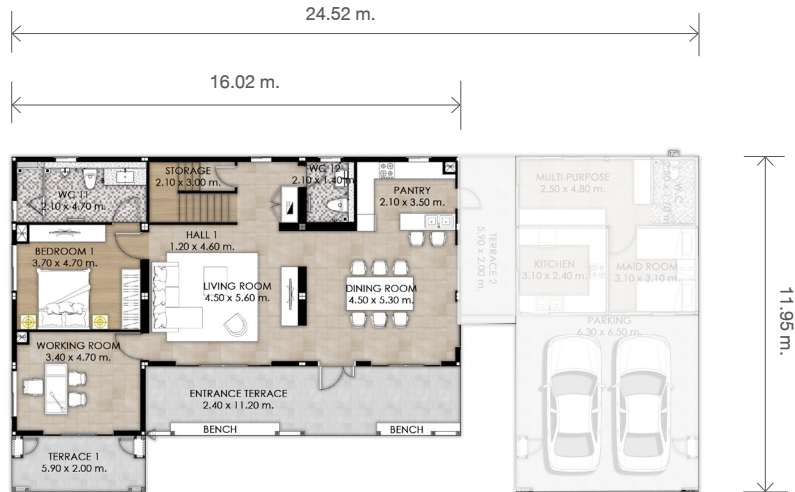 24.52 m.
16.02 m.
STORAGE
2.10 x 3.00 m.
WC 12
2.10 x 1.40 m.
WC 11
2.10 x 4.70 m.
PANTRY
2.10 x 3.50 m.
MULTI PURPOSE
2.50 x 4.80 m.
W.C.
HALL 1
1.20 x 4.60 m.
BEDROOM 1
3.70 x 4.70 m.
LIVING ROOM
4.50 x 5.60 m.
DINING ROOM
4.50 x 5.30 m.
TERRACE 2
5.90 x 2.00 m.
KITCHEN
3.10 x 2.40 m.
MAID ROOM
3.10 x 3.10 m.
11.95 m.
PARKING
6.30 x 6.50 m.
WORKING ROOM
3.40 x 4.70 m.
ENTRANCE TERRACE
2.40 x 11.20 m.
BENCH
BENCH
TERRACE 1
5.90 x 2.00 m.